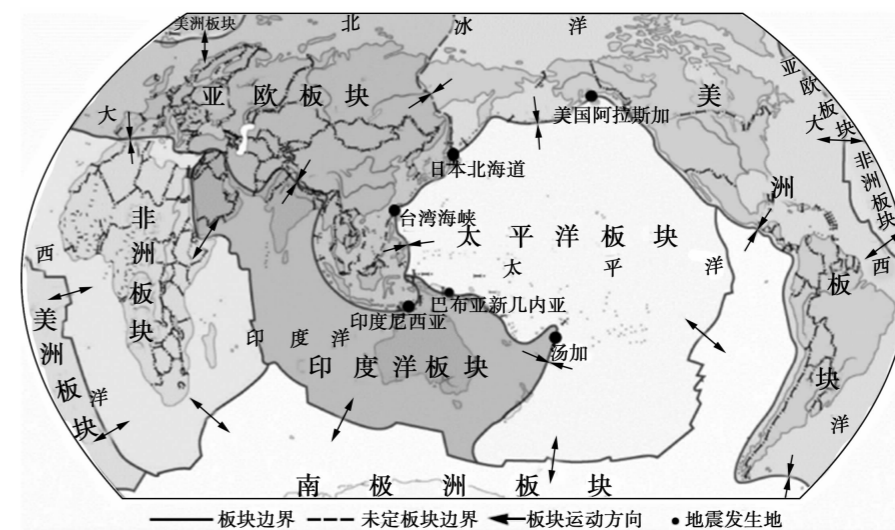 美洲板块
北冰洋
亚欧板块
大西洋
美国阿拉斯加
美洲板块
亚欧板块
大西洋
非洲板块
日本北海道
台湾海峡
太平洋板块
太平洋
非洲板块
巴布亚新几内亚
印度尼西亚
印度洋
印度洋板块
汤加
美洲板块
南极洲板块
板块边界 未定板块边界 板块运动方向 地震发生地